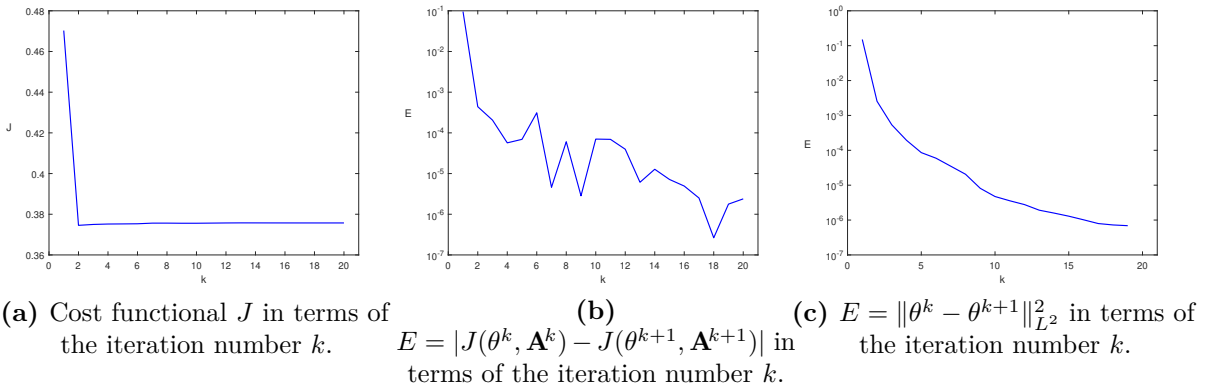 0.48
0.46
0.44
0.42
0.4
0.38
0.36
J
0 2 4 6 8 10 12 14 16 18 20
k
10^-1
10^-2
10^-3
10^-4
10^-5
10^-6
10^-7
E
0 2 4 6 8 10 12 14 16 18 20
k
10^0
10^-1
10^-2
10^-3
10^-4
10^-5
10^-6
10^-7
E
0 5 10 15 20
k
(a) Cost functional J in terms of
the iteration number k.
(b)
E = |J(θ^k, A^k) − J(θ^{k+1}, A^{k+1})| in
terms of the iteration number k.
(c) E = ‖θ^k − θ^{k+1}‖²_{L²} in terms of
the iteration number k.